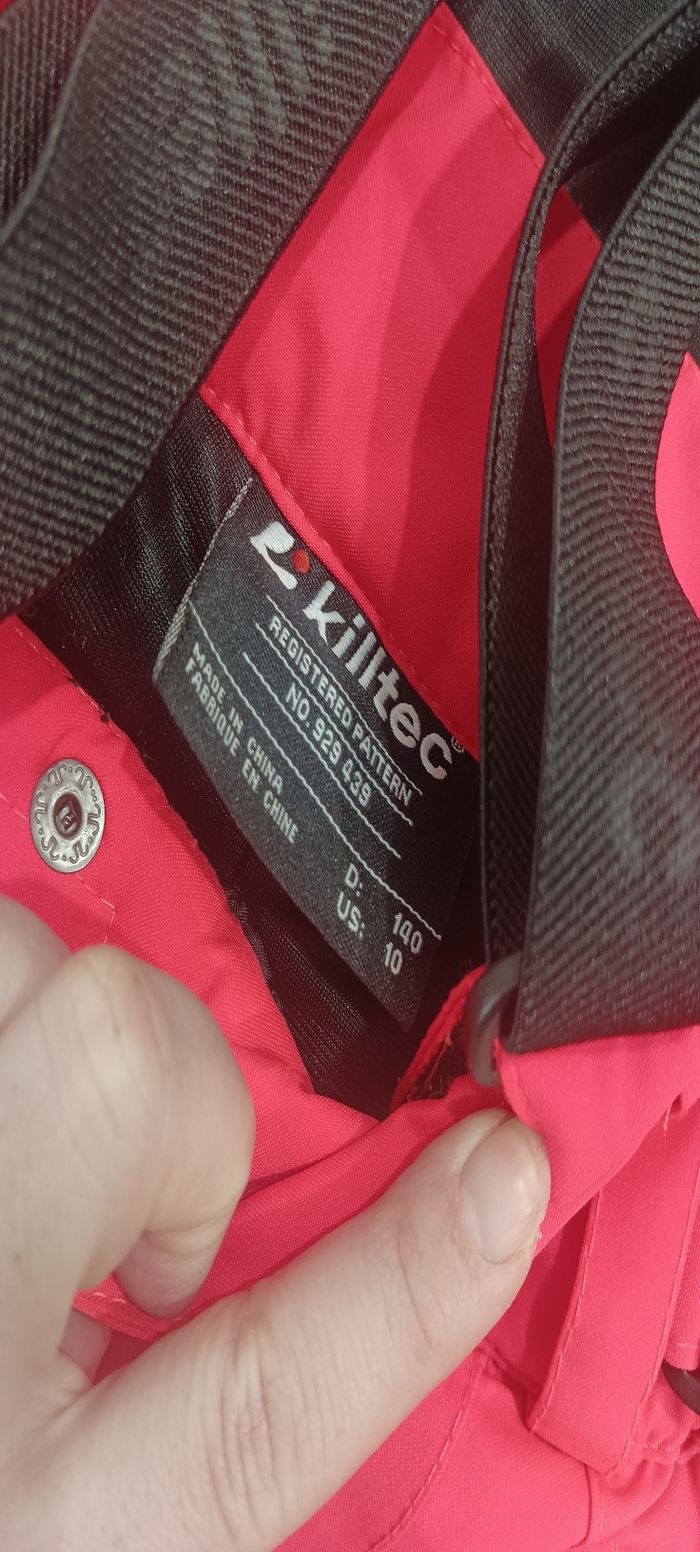 killtec®
REGISTERED PATTERN
NO. 929 439
MADE IN CHINA
FABRIQUE EN CHINE
D: 140
US: 10